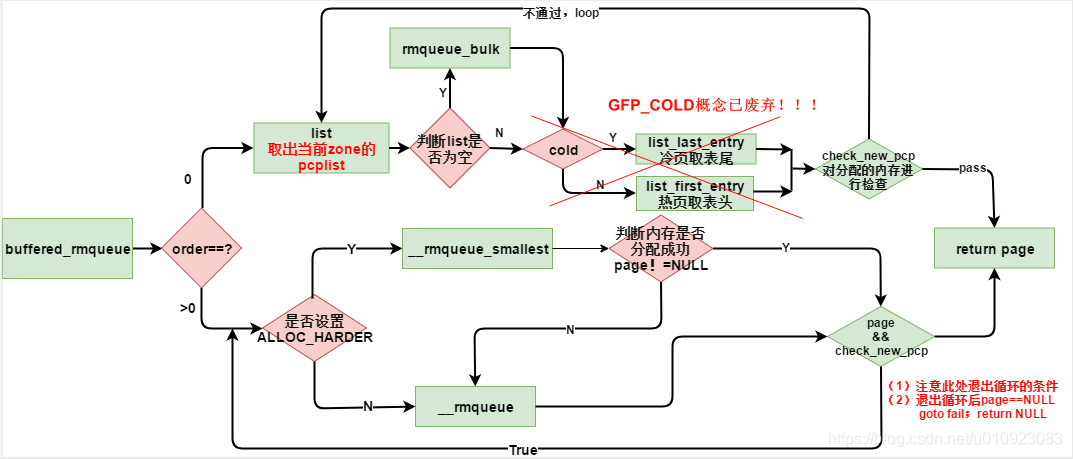 不通过，loop
rmqueue_bulk
Y
GFP_COLD概念已废弃！！！
list
取出当前zone的
pcplist
判断list是
否为空
N
cold
Y
list_last_entry
冷页取表尾
N
list_first_entry
热页取表头
check_new_pcp
对分配的内存进
行检查
pass
0
buffered_rmqueue
order==?
>0
return page
Y
__rmqueue_smallest
判断内存是否
分配成功
page！=NULL
Y
是否设置
ALLOC_HARDER
N
page
&&
check_new_pcp
N
__rmqueue
（1）注意此处退出循环的条件
（2）退出循环后page==NULL
goto fail；return NULL
True
https://blog.csdn.net/u010923083